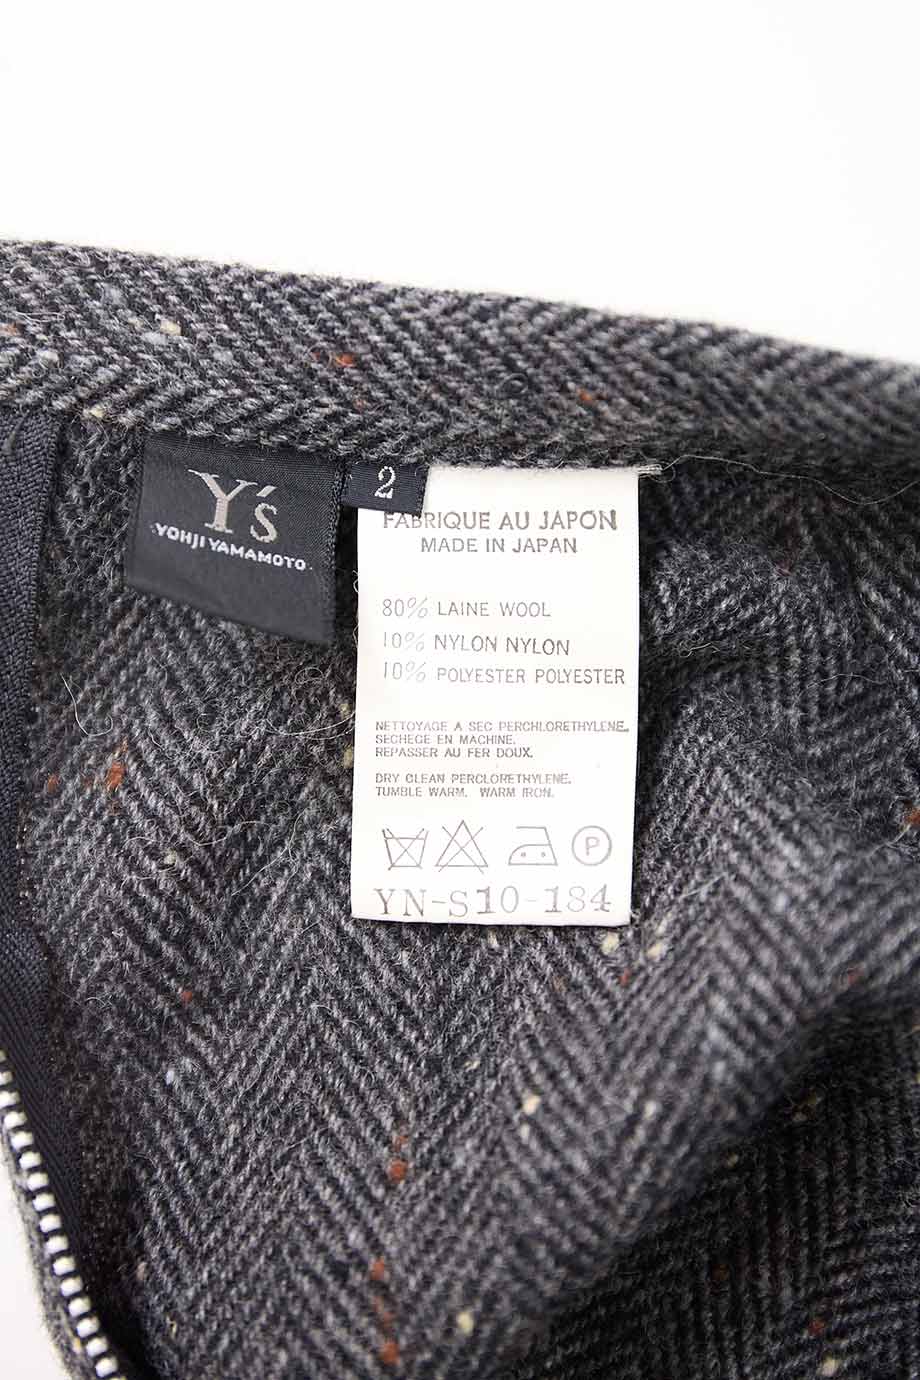 Y's
YOHJI YAMAMOTO.
2
FABRIQUE AU JAPON
MADE IN JAPAN
80% LAINE WOOL
10% NYLON NYLON
10% POLYESTER POLYESTER
NETTOYAGE A SEC PERCHLORETHYLENE.
SECHEGE EN MACHINE.
REPASSER AU FER DOUX.
DRY CLEAN PERCLORETHYLENE.
TUMBLE WARM. WARM IRON.
P
YN-S10-184